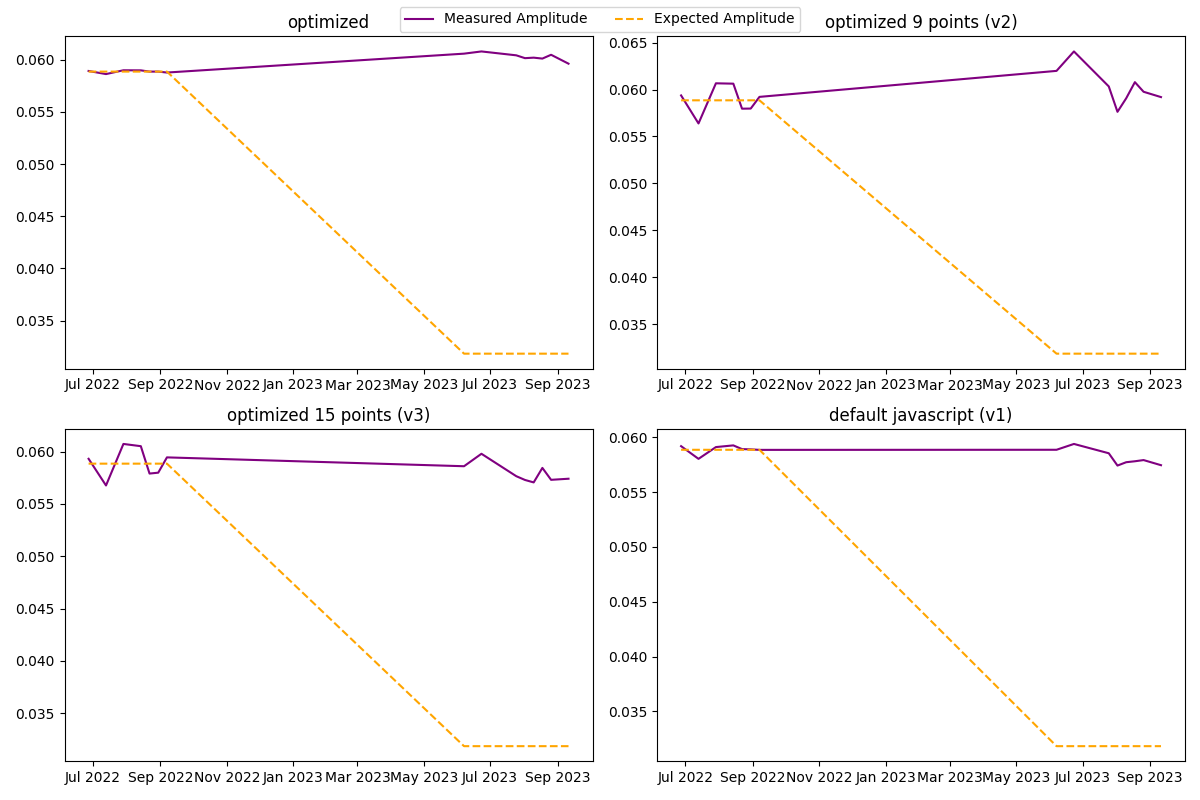 Measured Amplitude Expected Amplitude
optimized
0.060
0.055
0.050
0.045
0.040
0.035
Jul 2022 Sep 2022 Nov 2022 Jan 2023 Mar 2023 May 2023 Jul 2023 Sep 2023
optimized 9 points (v2)
0.065
0.060
0.055
0.050
0.045
0.040
0.035
Jul 2022 Sep 2022 Nov 2022 Jan 2023 Mar 2023 May 2023 Jul 2023 Sep 2023
optimized 15 points (v3)
0.060
0.055
0.050
0.045
0.040
0.035
Jul 2022 Sep 2022 Nov 2022 Jan 2023 Mar 2023 May 2023 Jul 2023 Sep 2023
default javascript (v1)
0.060
0.055
0.050
0.045
0.040
0.035
Jul 2022 Sep 2022 Nov 2022 Jan 2023 Mar 2023 May 2023 Jul 2023 Sep 2023